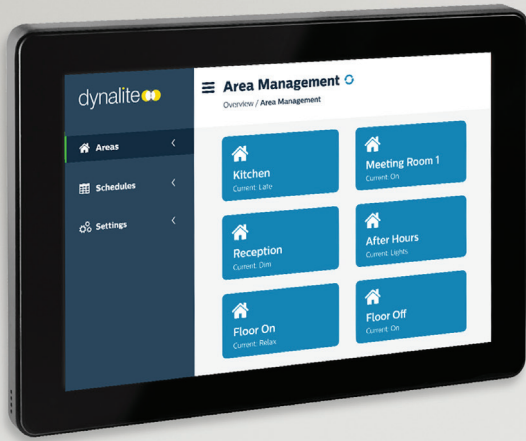 dynalite
Areas
Schedules
Settings
Area Management
Overview / Area Management
Kitchen
Current: Late
Meeting Room 1
Current: On
Reception
Current: Dim
After Hours
Current: Lights
Floor On
Current: Relax
Floor Off
Current: On